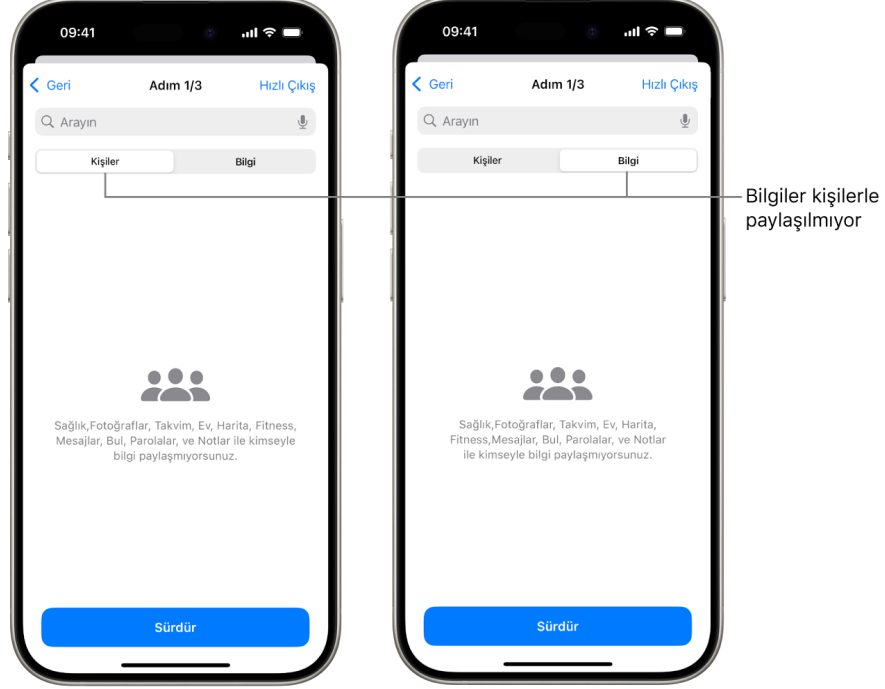 09:41
Geri
Adım 1/3
Hızlı Çıkış
Arayın
Kişiler
Bilgi
Sağlık,Fotoğraflar, Takvim, Ev, Harita, Fitness,
Mesajlar, Bul, Parolalar, ve Notlar ile kimseyle
bilgi paylaşmıyorsunuz.
Sürdür
09:41
Geri
Adım 1/3
Hızlı Çıkış
Arayın
Kişiler
Bilgi
Sağlık,Fotoğraflar, Takvim, Ev, Harita,
Fitness,Mesajlar, Bul, Parolalar, ve Notlar
ile kimseyle bilgi paylaşmıyorsunuz.
Sürdür
Bilgiler kişilerle
paylaşılmıyor